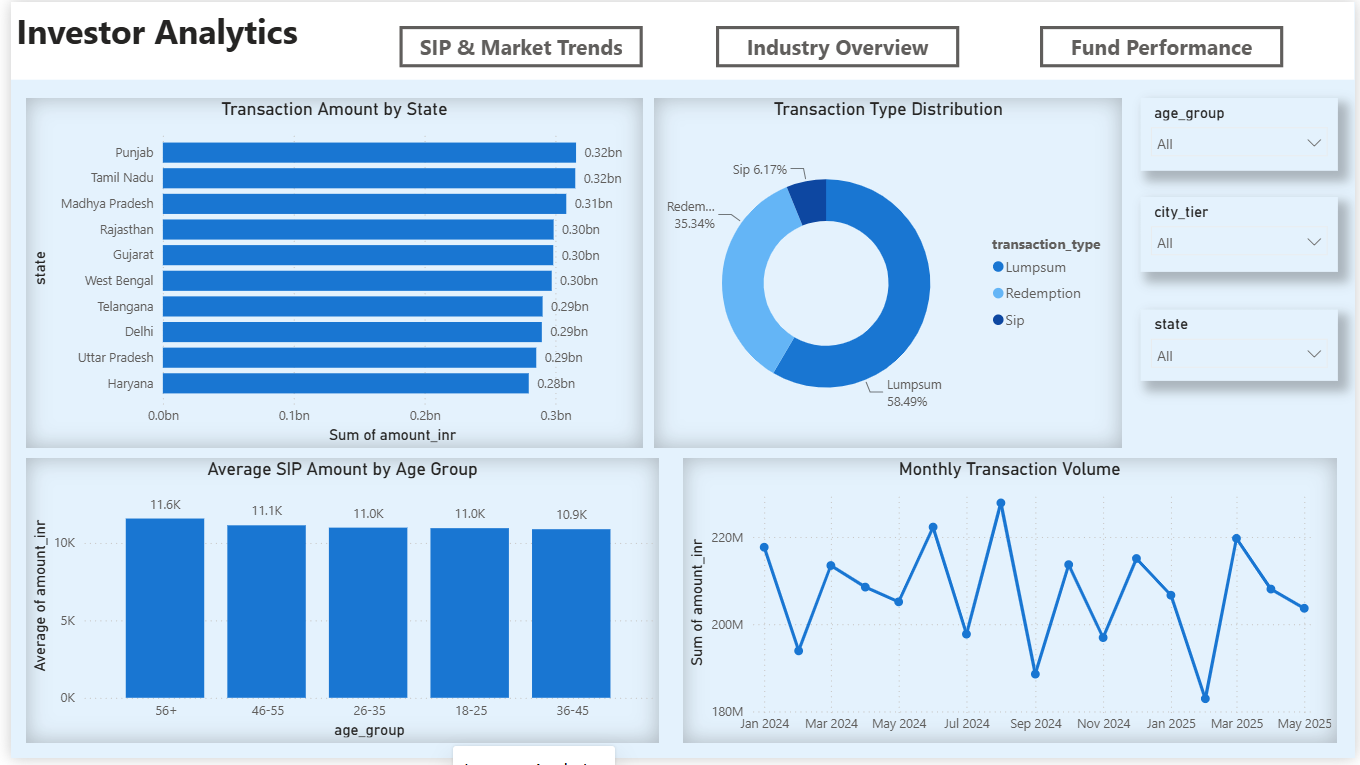 Investor Analytics
SIP & Market Trends
Industry Overview
Fund Performance
Transaction Amount by State
state
Punjab
0.32bn
Tamil Nadu
0.32bn
Madhya Pradesh
0.31bn
Rajasthan
0.30bn
Gujarat
0.30bn
West Bengal
0.30bn
Telangana
0.29bn
Delhi
0.29bn
Uttar Pradesh
0.29bn
Haryana
0.28bn
0.0bn
0.1bn
0.2bn
0.3bn
Sum of amount_inr
Transaction Type Distribution
Sip 6.17%
Redem...
35.34%
Lumpsum
58.49%
transaction_type
Lumpsum
Redemption
Sip
age_group
All
city_tier
All
state
All
Average SIP Amount by Age Group
Average of amount_inr
10K
5K
0K
11.6K
11.1K
11.0K
11.0K
10.9K
56+
46-55
26-35
18-25
36-45
age_group
Monthly Transaction Volume
Sum of amount_inr
220M
200M
180M
Jan 2024
Mar 2024
May 2024
Jul 2024
Sep 2024
Nov 2024
Jan 2025
Mar 2025
May 2025